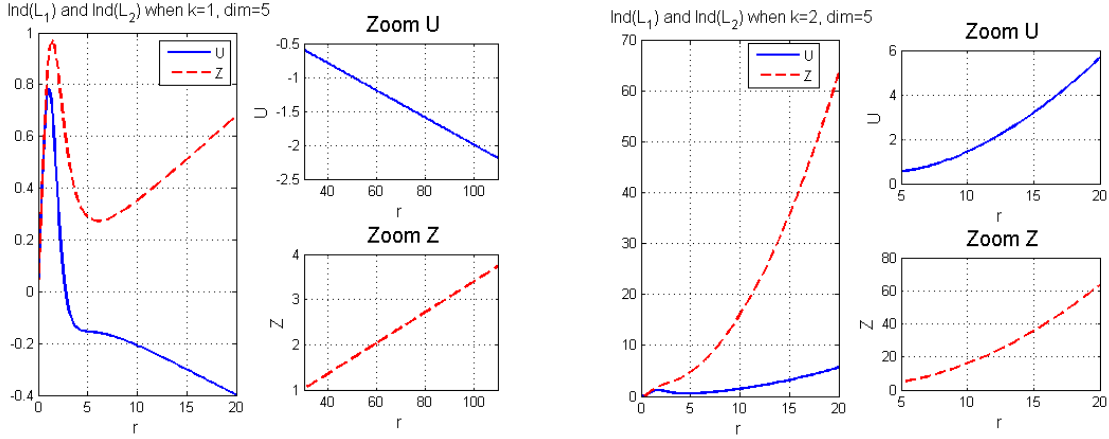 Ind(L₁) and Ind(L₂) when k=1, dim=5
1
0.8
0.6
0.4
0.2
0
-0.2
-0.4
0 5 10 15 20
r
U
Z
Zoom U
-0.5
-1
-1.5
-2
-2.5
40 60 80 100
U
r
Zoom Z
4
3
2
1
40 60 80 100
Z
r
Ind(L₁) and Ind(L₂) when k=2, dim=5
70
60
50
40
30
20
10
0
0 5 10 15 20
r
U
Z
Zoom U
6
4
2
0
5 10 15 20
U
r
Zoom Z
80
60
40
20
0
5 10 15 20
Z
r